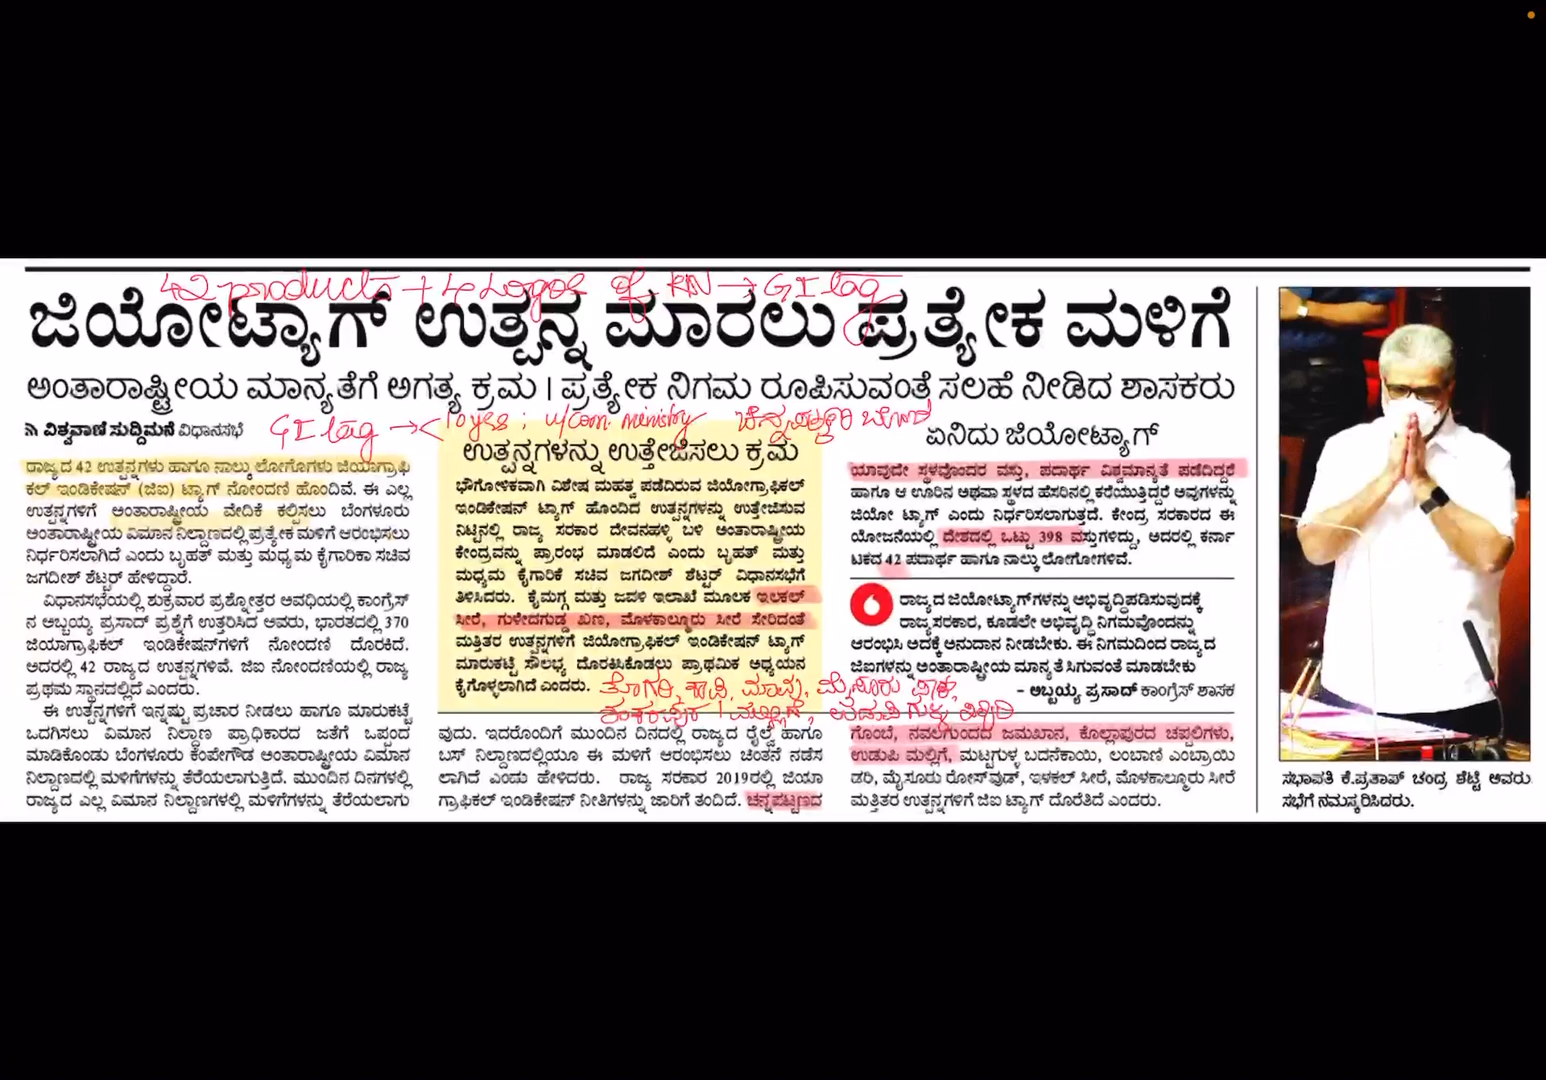 42 products + 4 Logos of KN → GI tag
ಜಿಯೋಟ್ಯಾಗ್ ಉತ್ಪನ್ನ ಮಾರಲು ಪ್ರತ್ಯೇಕ ಮಳಿಗೆ
ಅಂತಾರಾಷ್ಟ್ರೀಯ ಮಾನ್ಯತೆಗೆ ಅಗತ್ಯ ಕ್ರಮ | ಪ್ರತ್ಯೇಕ ನಿಗಮ ರೂಪಿಸುವಂತೆ ಸಲಹೆ ನೀಡಿದ ಶಾಸಕರು
GI tag → < 10 yrs; u/com. ministry
ವಿಶ್ವವಾಣಿ ಸುದ್ದಿಮನೆ ವಿಧಾನಸಭೆ
ರಾಜ್ಯದ 42 ಉತ್ಪನ್ನಗಳು ಹಾಗೂ ನಾಲ್ಕು ಲೋಗೋಗಳು ಜಿಯಾಗ್ರಾಫಿ
ಕಲ್ ಇಂಡಿಕೇಷನ್ (ಜಿಐ) ಟ್ಯಾಗ್ ನೋಂದಣಿ ಹೊಂದಿವೆ. ಈ ಎಲ್ಲ
ಉತ್ಪನ್ನಗಳಿಗೆ ಅಂತಾರಾಷ್ಟ್ರೀಯ ವೇದಿಕೆ ಕಲ್ಪಿಸಲು ಬೆಂಗಳೂರು
ಅಂತಾರಾಷ್ಟ್ರೀಯ ವಿಮಾನ ನಿಲ್ದಾಣದಲ್ಲಿ ಪ್ರತ್ಯೇಕ ಮಳಿಗೆ ಆರಂಭಿಸಲು
ನಿರ್ಧರಿಸಲಾಗಿದೆ ಎಂದು ಬೃಹತ್ ಮತ್ತು ಮಧ್ಯಮ ಕೈಗಾರಿಕಾ ಸಚಿವ
ಜಗದೀಶ್ ಶೆಟ್ಟರ್ ಹೇಳಿದ್ದಾರೆ.
ವಿಧಾನಸಭೆಯಲ್ಲಿ ಶುಕ್ರವಾರ ಪ್ರಶ್ನೋತ್ತರ ಅವಧಿಯಲ್ಲಿ ಕಾಂಗ್ರೆಸ್
ನ ಅಬ್ಬಯ್ಯ ಪ್ರಸಾದ್ ಪ್ರಶ್ನೆಗೆ ಉತ್ತರಿಸಿದ ಅವರು, ಭಾರತದಲ್ಲಿ 370
ಜಿಯಾಗ್ರಾಫಿಕಲ್ ಇಂಡಿಕೇಷನ್‌ಗಳಿಗೆ ನೋಂದಣಿ ದೊರಕಿದೆ.
ಅದರಲ್ಲಿ 42 ರಾಜ್ಯದ ಉತ್ಪನ್ನಗಳಿವೆ. ಜಿಐ ನೋಂದಣಿಯಲ್ಲಿ ರಾಜ್ಯ
ಪ್ರಥಮ ಸ್ಥಾನದಲ್ಲಿದೆ ಎಂದರು.
ಈ ಉತ್ಪನ್ನಗಳಿಗೆ ಇನ್ನಷ್ಟು ಪ್ರಚಾರ ನೀಡಲು ಹಾಗೂ ಮಾರುಕಟ್ಟೆ
ಒದಗಿಸಲು ವಿಮಾನ ನಿಲ್ದಾಣ ಪ್ರಾಧಿಕಾರದ ಜತೆಗೆ ಒಪ್ಪಂದ
ಮಾಡಿಕೊಂಡು ಬೆಂಗಳೂರು ಕೆಂಪೇಗೌಡ ಅಂತಾರಾಷ್ಟ್ರೀಯ ವಿಮಾನ
ನಿಲ್ದಾಣದಲ್ಲಿ ಮಳಿಗೆಗಳನ್ನು ತೆರೆಯಲಾಗುತ್ತಿದೆ. ಮುಂದಿನ ದಿನಗಳಲ್ಲಿ
ರಾಜ್ಯದ ಎಲ್ಲ ವಿಮಾನ ನಿಲ್ದಾಣಗಳಲ್ಲಿ ಮಳಿಗೆಗಳನ್ನು ತೆರೆಯಲಾಗು
ಉತ್ಪನ್ನಗಳನ್ನು ಉತ್ತೇಜಿಸಲು ಕ್ರಮ
ಭೌಗೋಳಿಕವಾಗಿ ವಿಶೇಷ ಮಹತ್ವ ಪಡೆದಿರುವ ಜಿಯೋಗ್ರಾಫಿಕಲ್
ಇಂಡಿಕೇಷನ್ ಟ್ಯಾಗ್ ಹೊಂದಿದ ಉತ್ಪನ್ನಗಳನ್ನು ಉತ್ತೇಜಿಸುವ
ನಿಟ್ಟಿನಲ್ಲಿ ರಾಜ್ಯ ಸರಕಾರ ದೇವನಹಳ್ಳಿ ಬಳಿ ಅಂತಾರಾಷ್ಟ್ರೀಯ
ಕೇಂದ್ರವನ್ನು ಪ್ರಾರಂಭ ಮಾಡಲಿದೆ ಎಂದು ಬೃಹತ್ ಮತ್ತು
ಮಧ್ಯಮ ಕೈಗಾರಿಕೆ ಸಚಿವ ಜಗದೀಶ ಶೆಟ್ಟರ್ ವಿಧಾನಸಭೆಗೆ
ತಿಳಿಸಿದರು. ಕೈಮಗ್ಗ ಮತ್ತು ಜವಳಿ ಇಲಾಖೆ ಮೂಲಕ ಇಲಕಲ್
ಸೀರೆ, ಗುಳೇದಗುಡ್ಡ ಖಣ, ಮೊಳಕಾಲ್ಮೂರು ಸೀರೆ ಸೇರಿದಂತೆ
ಮತ್ತಿತರ ಉತ್ಪನ್ನಗಳಿಗೆ ಜಿಯೋಗ್ರಾಫಿಕಲ್ ಇಂಡಿಕೇಷನ್ ಟ್ಯಾಗ್
ಮಾರುಕಟ್ಟೆ ಸೌಲಭ್ಯ ದೊರಕಿಸಿಕೊಡಲು ಪ್ರಾಥಮಿಕ ಅಧ್ಯಯನ
ಕೈಗೊಳ್ಳಲಾಗಿದೆ ಎಂದರು.
ತೊಗರಿ, ಕಾಫಿ, ಮಾವು, ಮೈಸೂರು ಪಾಕ,
ವುದು. ಇದರೊಂದಿಗೆ ಮುಂದಿನ ದಿನದಲ್ಲಿ ರಾಜ್ಯದ ರೈಲ್ವೆ ಹಾಗೂ
ಬಸ್ ನಿಲ್ದಾಣದಲ್ಲಿಯೂ ಈ ಮಳಿಗೆ ಆರಂಭಿಸಲು ಚಿಂತನೆ ನಡೆಸ
ಲಾಗಿದೆ ಎಂಡು ಹೇಳಿದರು. ರಾಜ್ಯ ಸರಕಾರ 2019ರಲ್ಲಿ ಜಿಯಾ
ಗ್ರಾಫಿಕಲ್ ಇಂಡಿಕೇಷನ್ ನೀತಿಗಳನ್ನು ಜಾರಿಗೆ ತಂದಿದೆ. ಚನ್ನಪಟ್ಟಣದ
ಏನಿದು ಜಿಯೋಟ್ಯಾಗ್
ಯಾವುದೇ ಸ್ಥಳವೊಂದರ ವಸ್ತು, ಪದಾರ್ಥ ವಿಶ್ವಮಾನ್ಯತೆ ಪಡೆದಿದ್ದರೆ
ಹಾಗೂ ಆ ಊರಿನ ಅಥವಾ ಸ್ಥಳದ ಹೆಸರಿನಲ್ಲಿ ಕರೆಯುತ್ತಿದ್ದರೆ ಅವುಗಳನ್ನು
ಜಿಯೋ ಟ್ಯಾಗ್ ಎಂದು ನಿರ್ಧರಿಸಲಾಗುತ್ತದೆ. ಕೇಂದ್ರ ಸರಕಾರದ ಈ
ಯೋಜನೆಯಲ್ಲಿ ದೇಶದಲ್ಲಿ ಒಟ್ಟು 398 ವಸ್ತುಗಳಿದ್ದು, ಅದರಲ್ಲಿ ಕರ್ನಾ
ಟಕದ 42 ಪದಾರ್ಥ ಹಾಗೂ ನಾಲ್ಕು ಲೋಗೋಗಳಿವೆ.
ರಾಜ್ಯದ ಜಿಯೋಟ್ಯಾಗ್‌ಗಳನ್ನು ಅಭಿವೃದ್ಧಿಪಡಿಸುವುದಕ್ಕೆ
ರಾಜ್ಯ ಸರಕಾರ, ಕೂಡಲೇ ಅಭಿವೃದ್ಧಿ ನಿಗಮವೊಂದನ್ನು
ಆರಂಭಿಸಿ ಅದಕ್ಕೆ ಅನುದಾನ ನೀಡಬೇಕು. ಈ ನಿಗಮದಿಂದ ರಾಜ್ಯದ
ಜಿಐಗಳನ್ನು ಅಂತಾರಾಷ್ಟ್ರೀಯ ಮಾನ್ಯತೆ ಸಿಗುವಂತೆ ಮಾಡಬೇಕು
- ಅಬ್ಬಯ್ಯ ಪ್ರಸಾದ್ ಕಾಂಗ್ರೆಸ್ ಶಾಸಕ
ಗೊಂಬೆ, ನವಲಗುಂದದ ಜಮಖಾನ, ಕೊಲ್ಲಾಪುರದ ಚಪ್ಪಲಿಗಳು,
ಉಡುಪಿ ಮಲ್ಲಿಗೆ, ಮಟ್ಟಗುಳ್ಳ ಬದನೆಕಾಯಿ, ಲಂಬಾಣಿ ಎಂಬ್ರಾಯಿ
ಡರಿ, ಮೈಸೂರು ರೋಸ್‌ವುಡ್, ಇಳಕಲ್ ಸೀರೆ, ಮೊಳಕಾಲ್ಮೂರು ಸೀರೆ
ಮತ್ತಿತರ ಉತ್ಪನ್ನಗಳಿಗೆ ಜಿಐ ಟ್ಯಾಗ್ ದೊರೆತಿದೆ ಎಂದರು.
ಸಭಾಪತಿ ಕೆ.ಪ್ರತಾಪ್ ಚಂದ್ರ ಶೆಟ್ಟಿ ಅವರು
ಸಭೆಗೆ ನಮಸ್ಕರಿಸಿದರು.